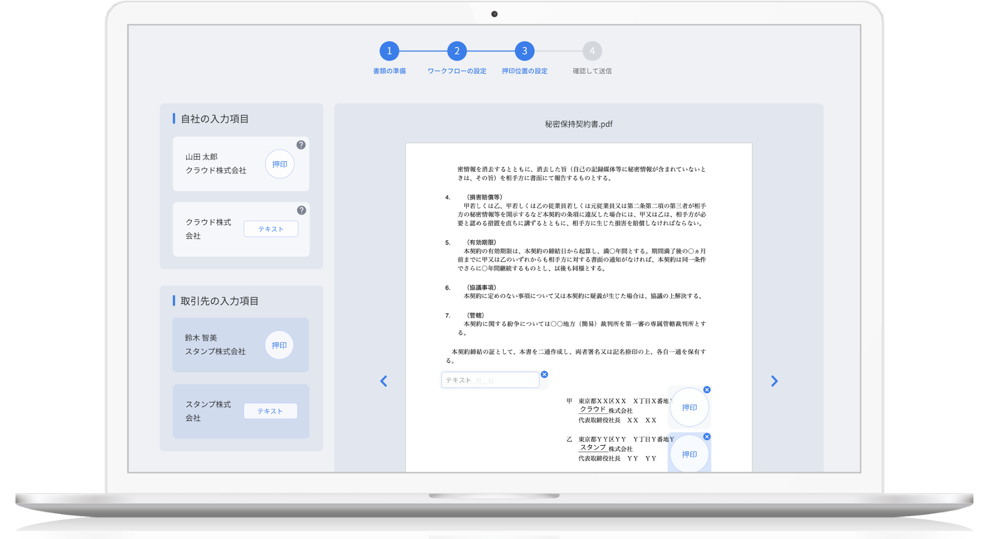 1
2
3
4
書類の準備
ワークフローの設定
押印位置の設定
確認して送信
自社の入力項目
?
山田 太郎
クラウド株式会社
押印
?
クラウド株式
会社
テキスト
取引先の入力項目
鈴木 智美
スタンプ株式会社
押印
スタンプ株式
会社
テキスト
秘密保持契約書.pdf
密情報を消去するとともに、消去した旨（自己の記録媒体等に秘密情報が含まれていないと
きは、その旨）を相手方に書面にて報告するものとする。
4. （損害賠償等）
甲若しくは乙、甲若しくは乙の従業員若しくは元従業員又は第二条第二項の第三者が相手
方の秘密情報等を開示するなど本契約の条項に違反した場合には、甲又は乙は、相手方が必
要と認める措置を直ちに講ずるとともに、相手方に生じた損害を賠償しなければならない。
5. （有効期限）
本契約の有効期限は、本契約の締結日から起算し、満〇年間とする。期間満了後の〇ヵ月
前までに甲又は乙のいずれからも相手方に対する書面の通知がなければ、本契約は同一条件
でさらに〇年間継続するものとし、以後も同様とする。
6. （協議事項）
本契約に定めのない事項について又は本契約に疑義が生じた場合は、協議の上解決する。
7. （管轄）
本契約に関する紛争については〇〇地方（簡易）裁判所を第一審の専属管轄裁判所とす
る。
本契約締結の証として、本書を二通作成し、両者署名又は記名捺印の上、各自一通を保有す
る。
テキスト 月__日
甲 東京都ＸＸ区ＸＸ Ｘ丁目Ｘ番地Ｘ
クラウド 株式会社
代表取締役社長 ＸＸ ＸＸ
押印
乙 東京都ＹＹ区ＹＹ Ｙ丁目Ｙ番地Ｙ
スタンプ 株式会社
代表取締役社長 ＹＹ ＹＹ
押印